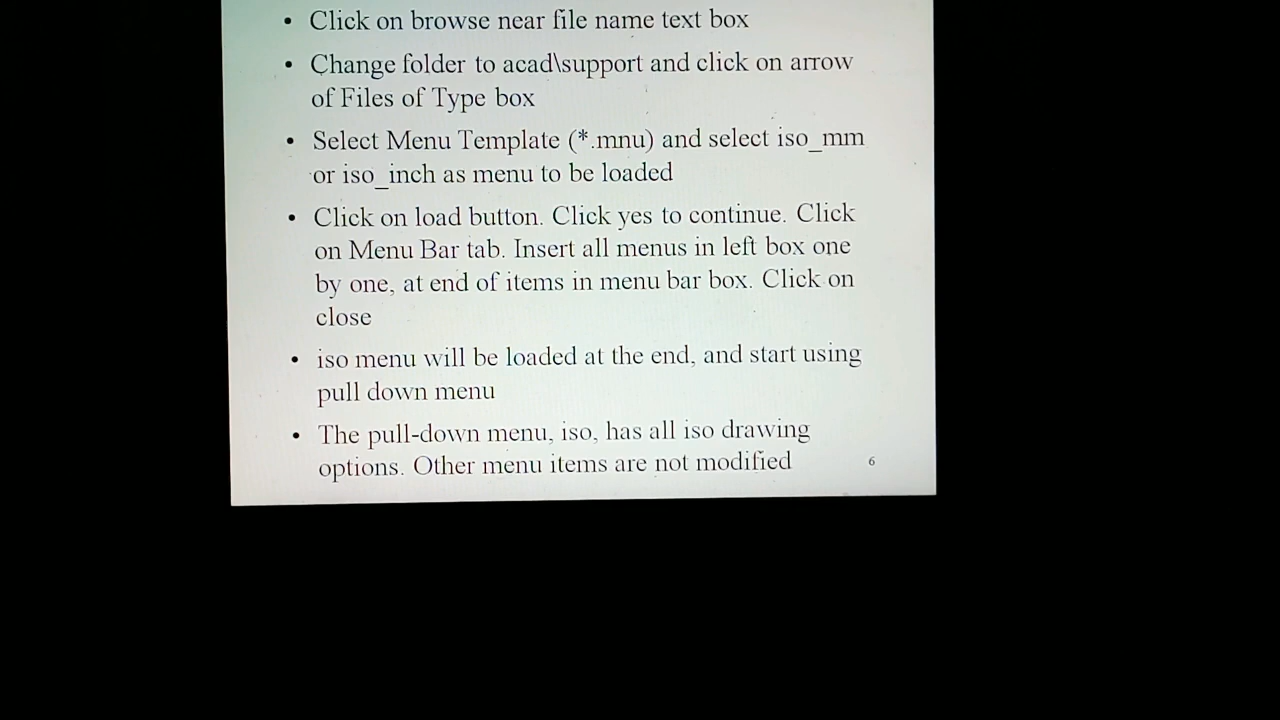 • Click on browse near file name text box
• Change folder to acad\support and click on arrow
of Files of Type box
• Select Menu Template (*.mnu) and select iso_mm
or iso_inch as menu to be loaded
• Click on load button. Click yes to continue. Click
on Menu Bar tab. Insert all menus in left box one
by one, at end of items in menu bar box. Click on
close
• iso menu will be loaded at the end, and start using
pull down menu
• The pull-down menu, iso, has all iso drawing
options. Other menu items are not modified
6